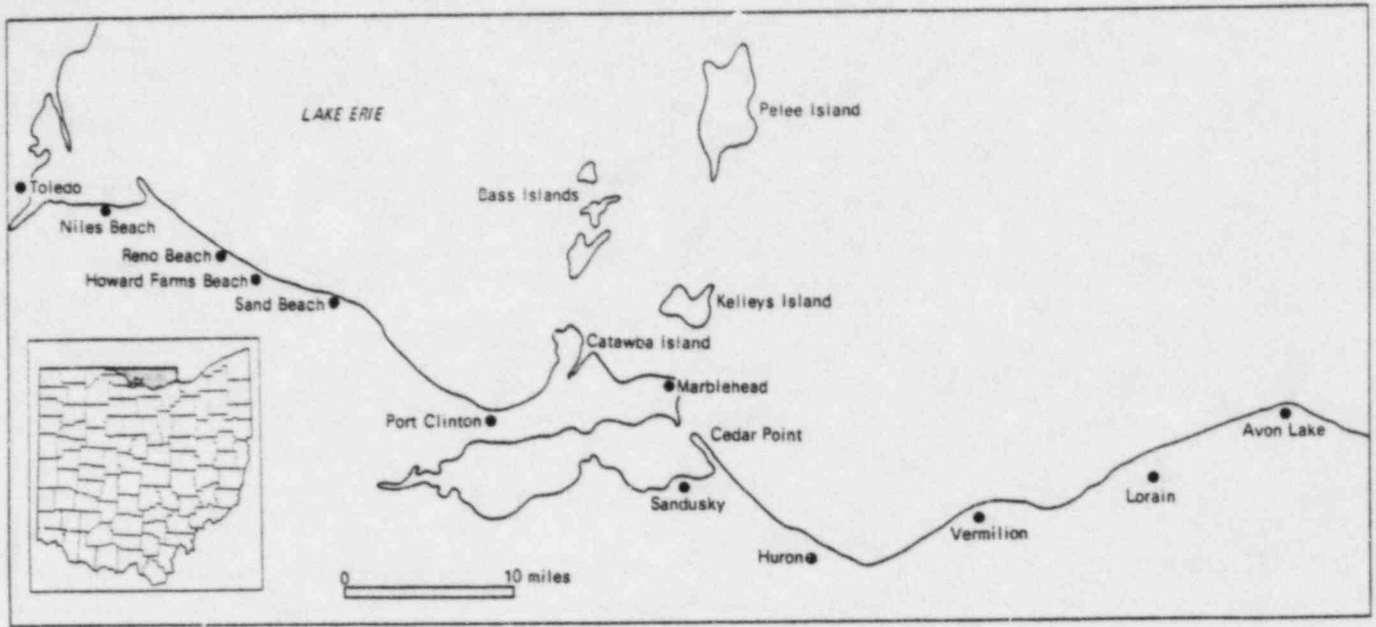 LAKE ERIE
Pelee Island
Toledo
Bass Islands
Niles Beach
Reno Beach
Howard Farms Beach
Sand Beach
Kelleys Island
Catawba Island
Marblehead
Port Clinton
Cedar Point
Avon Lake
Sandusky
Lorain
Vermilion
Huron
0 10 miles